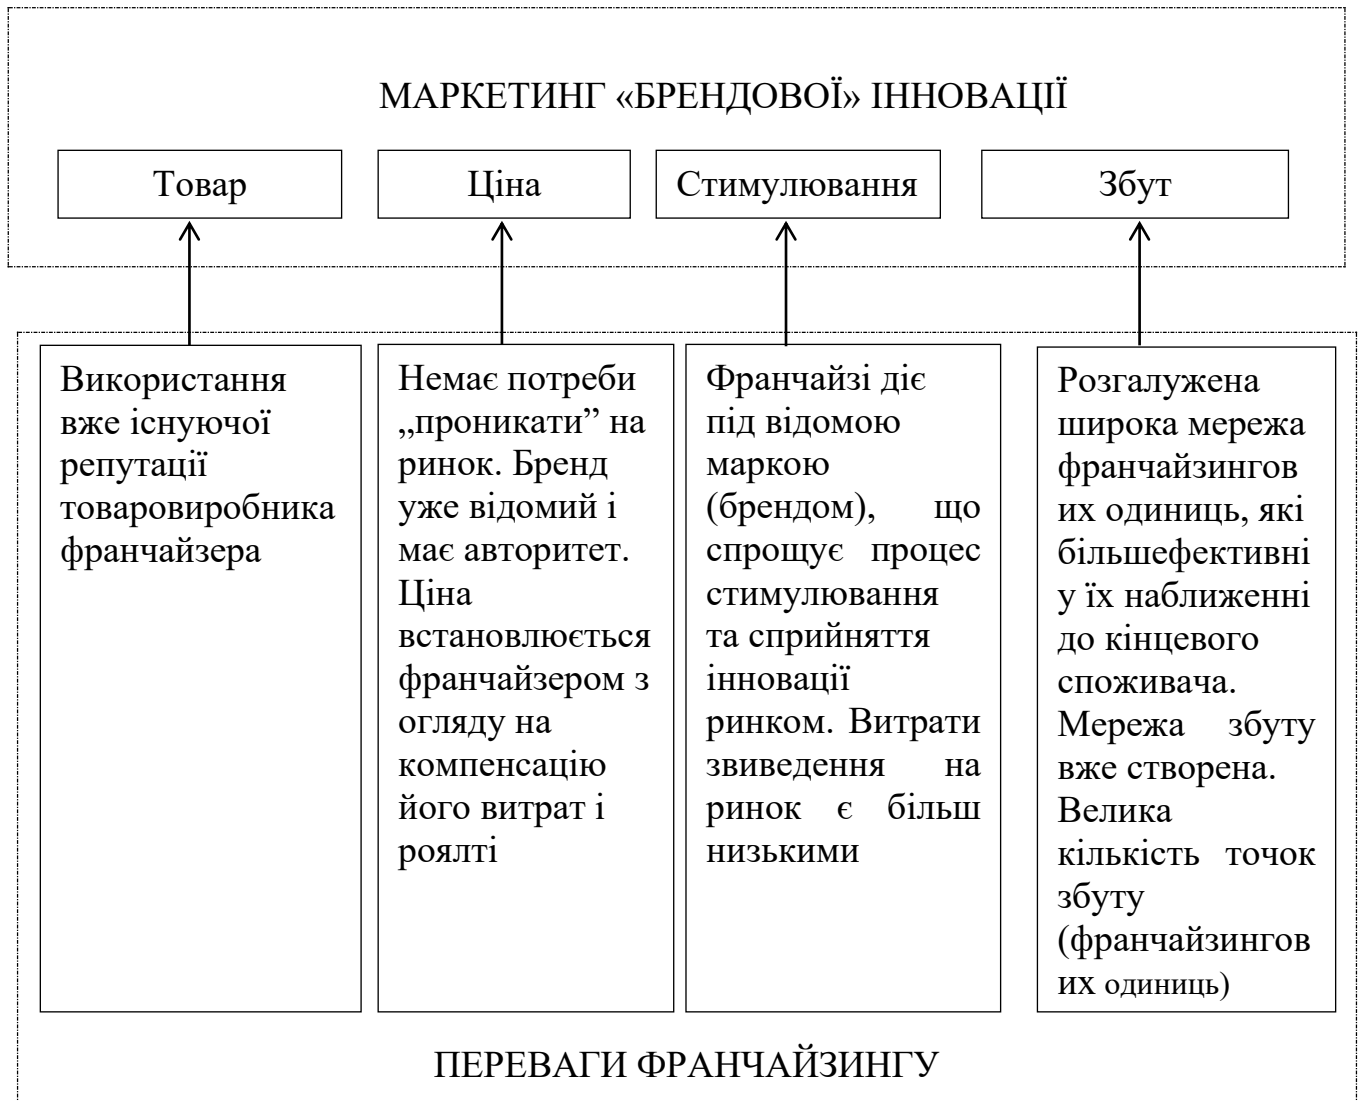 МАРКЕТИНГ «БРЕНДОВОЇ» ІННОВАЦІЇ
Товар
Ціна
Стимулювання
Збут
Використання
вже існуючої
репутації
товаровиробника
франчайзера
Немає потреби
„проникати” на
ринок. Бренд
уже відомий і
має авторитет.
Ціна
встановлюється
франчайзером з
огляду на
компенсацію
його витрат і
роялті
Франчайзі діє
під відомою
маркою
(брендом), що
спрощує процес
стимулювання
та сприйняття
інновації
ринком. Витрати
звиведення на
ринок є більш
низькими
Розгалужена
широка мережа
франчайзингов
их одиниць, які
більшефективні
у їх наближенні
до кінцевого
споживача.
Мережа збуту
вже створена.
Велика
кількість точок
збуту
(франчайзингов
их одиниць)
ПЕРЕВАГИ ФРАНЧАЙЗИНГУ